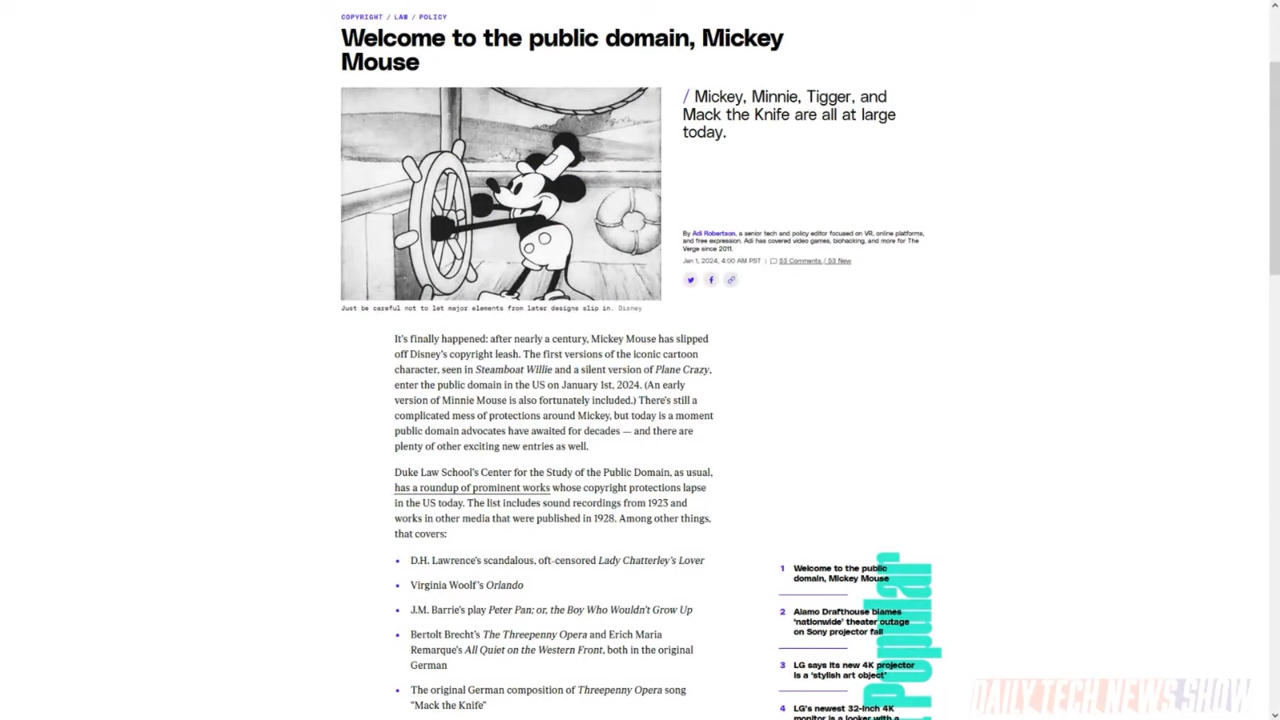 COPYRIGHT / LAW / POLICY
Welcome to the public domain, Mickey
Mouse
/ Mickey, Minnie, Tigger, and
Mack the Knife are all at large
today.
By Adi Robertson, a senior tech and policy editor focused on VR, online platforms,
and free expression. Adi has covered video games, biohacking, and more for The
Verge since 2011.
Jan 1, 2024, 4:00 AM PST | 53 Comments / 53 New
Just be careful not to let major elements from later designs slip in. Disney
It's finally happened: after nearly a century, Mickey Mouse has slipped
off Disney's copyright leash. The first versions of the iconic cartoon
character, seen in Steamboat Willie and a silent version of Plane Crazy,
enter the public domain in the US on January 1st, 2024. (An early
version of Minnie Mouse is also fortunately included.) There's still a
complicated mess of protections around Mickey, but today is a moment
public domain advocates have awaited for decades — and there are
plenty of other exciting new entries as well.
Duke Law School's Center for the Study of the Public Domain, as usual,
has a roundup of prominent works whose copyright protections lapse
in the US today. The list includes sound recordings from 1923 and
works in other media that were published in 1928. Among other things,
that covers:
• D.H. Lawrence's scandalous, oft-censored Lady Chatterley's Lover
• Virginia Woolf's Orlando
• J.M. Barrie's play Peter Pan; or, the Boy Who Wouldn't Grow Up
• Bertolt Brecht's The Threepenny Opera and Erich Maria
Remarque's All Quiet on the Western Front, both in the original
German
• The original German composition of Threepenny Opera song
"Mack the Knife"
Popular
1 Welcome to the public
domain, Mickey Mouse
2 Alamo Drafthouse blames
'nationwide' theater outage
on Sony projector fail
3 LG says its new 4K projector
is a 'stylish art object'
4 LG's newest 32-inch 4K
monitor is a looker with a
DAILY TECH NEWS SHOW